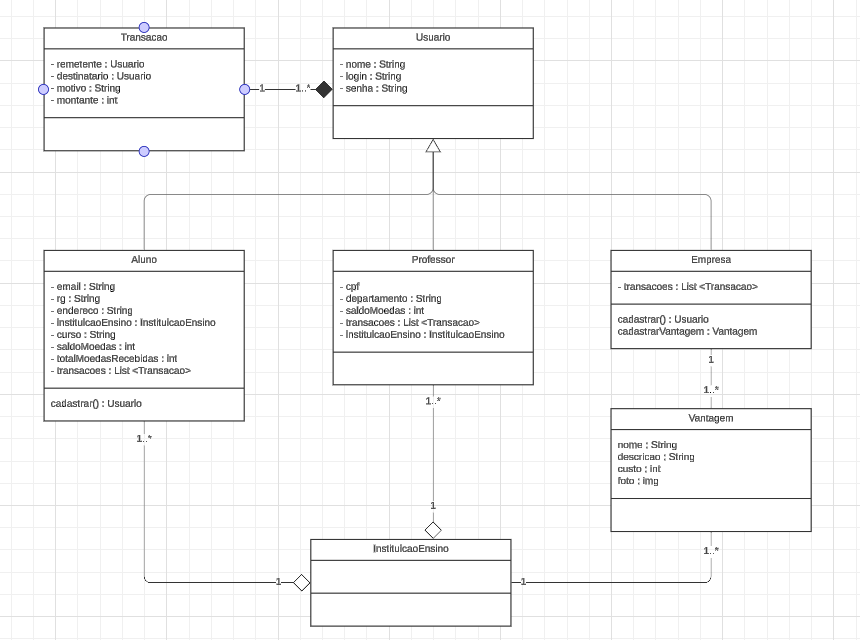 Transacao
- remetente : Usuario
- destinatario : Usuario
- motivo : String
- montante : int
1
1..*
Usuario
- nome : String
- login : String
- senha : String
Aluno
- email : String
- rg : String
- endereco : String
- InstituicaoEnsino : InstituicaoEnsino
- curso : String
- saldoMoedas : int
- totalMoedasRecebidas : int
- transacoes : List <Transacao>
cadastrar() : Usuario
Professor
- cpf
- departamento : String
- saldoMoedas : int
- transacoes : List <Transacao>
- InstituicaoEnsino : InstituicaoEnsino
Empresa
- transacoes : List <Transacao>
cadastrar() : Usuario
cadastrarVantagem : Vantagem
1
1..*
Vantagem
nome ; String
descricao ; String
custo ; int
foto ; img
1..*
1..*
1
1..*
InstituicaoEnsino
1
1